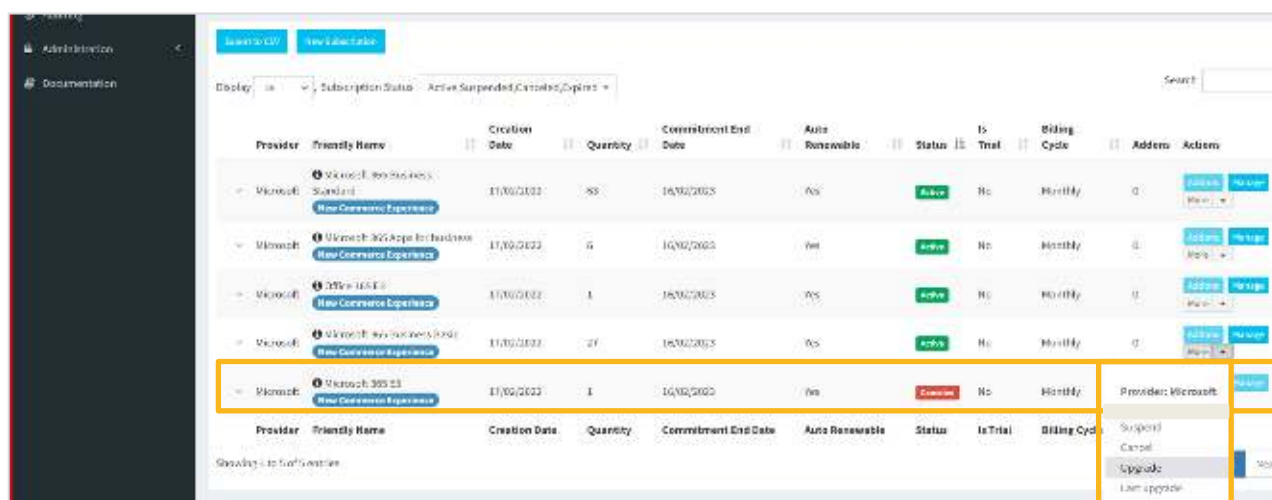 Administration
Documentation
Export to CSV New Subscription
Display , Subscription Status Active,Suspended,Canceled,Expired
Search
Provider Friendly Name Creation Date Quantity Commitment End Date Auto Renewable Status Is Trial Billing Cycle Addons Actions
Microsoft Microsoft 365 Business Standard 17/02/2022 16/02/2023 Yes Active No Monthly 0 Addons Manage
New Commerce Experience More
Microsoft Microsoft 365 Apps for business 17/02/2022 16/02/2023 Yes Active No Monthly 0 Addons Manage
New Commerce Experience More
Microsoft Office 365 E3 17/02/2022 1 16/02/2023 Yes Active No Monthly 0 Addons Manage
New Commerce Experience More
Microsoft Microsoft 365 Business Basic 17/02/2022 16/02/2023 Yes Active No Monthly 0 Addons Manage
New Commerce Experience More
Microsoft Microsoft 365 E3 17/02/2022 1 16/02/2023 Yes No Monthly Manage
New Commerce Experience
Provider: Microsoft
Provider Friendly Name Creation Date Quantity Commitment End Date Auto Renewable Status Is Trial Billing Cycle
Suspend
Cancel
Showing 1 to 5 of 5 entries
Upgrade
Last upgrade